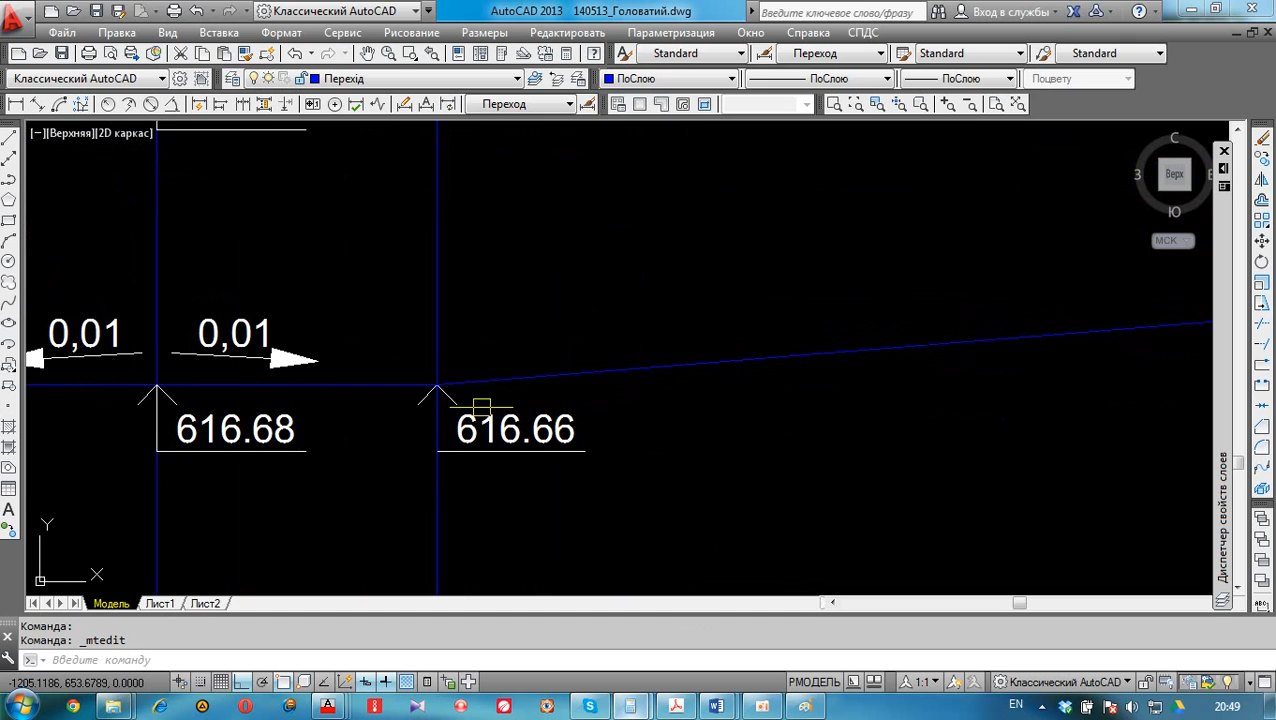 AutoCAD 2013 140513_Головатий.dwg
Классический AutoCAD
Введите ключевое слово/фразу
Вход в службы
Файл Правка Вид Вставка Формат Сервис Рисование Размеры Редактировать Параметризация Окно Справка СПДС
Standard Переход Standard Standard
Классический AutoCAD Перехід ПоСлою ПоСлою ПоСлою Поцвету
Переход
[−][Верхняя][2D каркас]
С
З Верх В
Ю
МСК
0,01 0,01
616.68 616.66
Y
X
Диспетчер свойств слоев
Модель Лист1 Лист2
Команда:
Команда: _mtedit
Введите команду
-1205.1186, 653.6789, 0.0000 РМОДЕЛЬ 1:1 Классический AutoCAD
EN 20:49